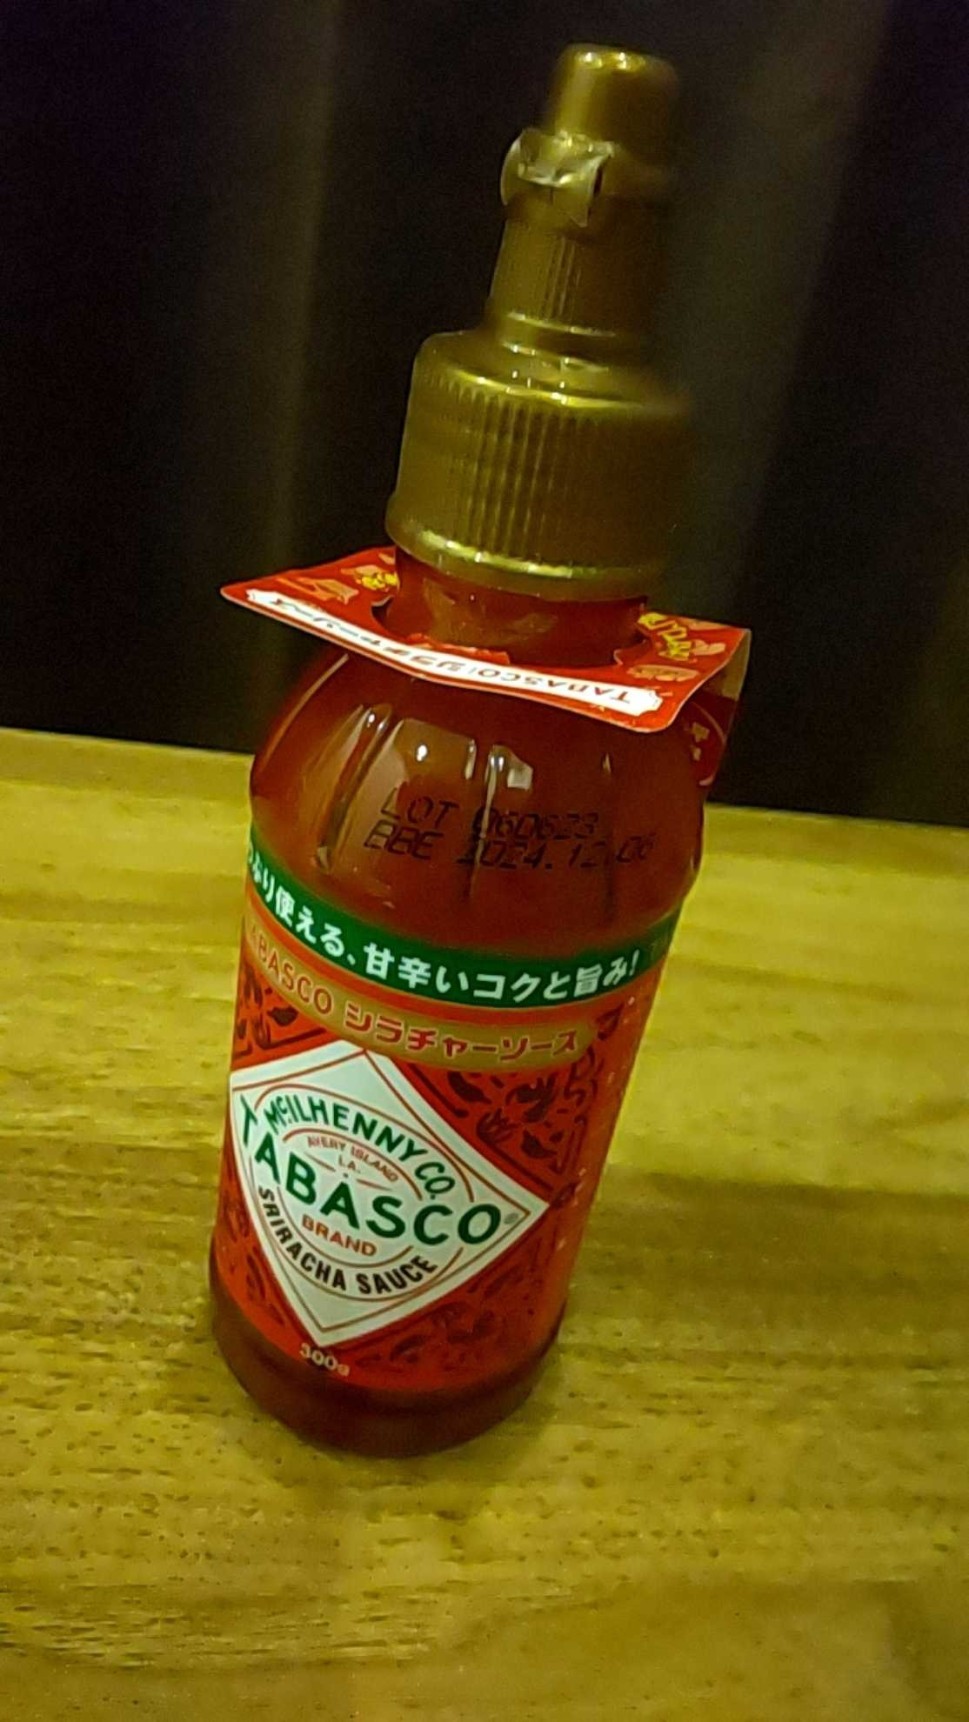 TABASCO シラチャーソース
LOT 060623
BBE 2024.12.06
ぷり使える、甘辛いコクと旨み!
TABASCO シラチャーソース
McILHENNY CO.
AVERY ISLAND
LA.
TABASCO®
BRAND
SRIRACHA SAUCE
300g